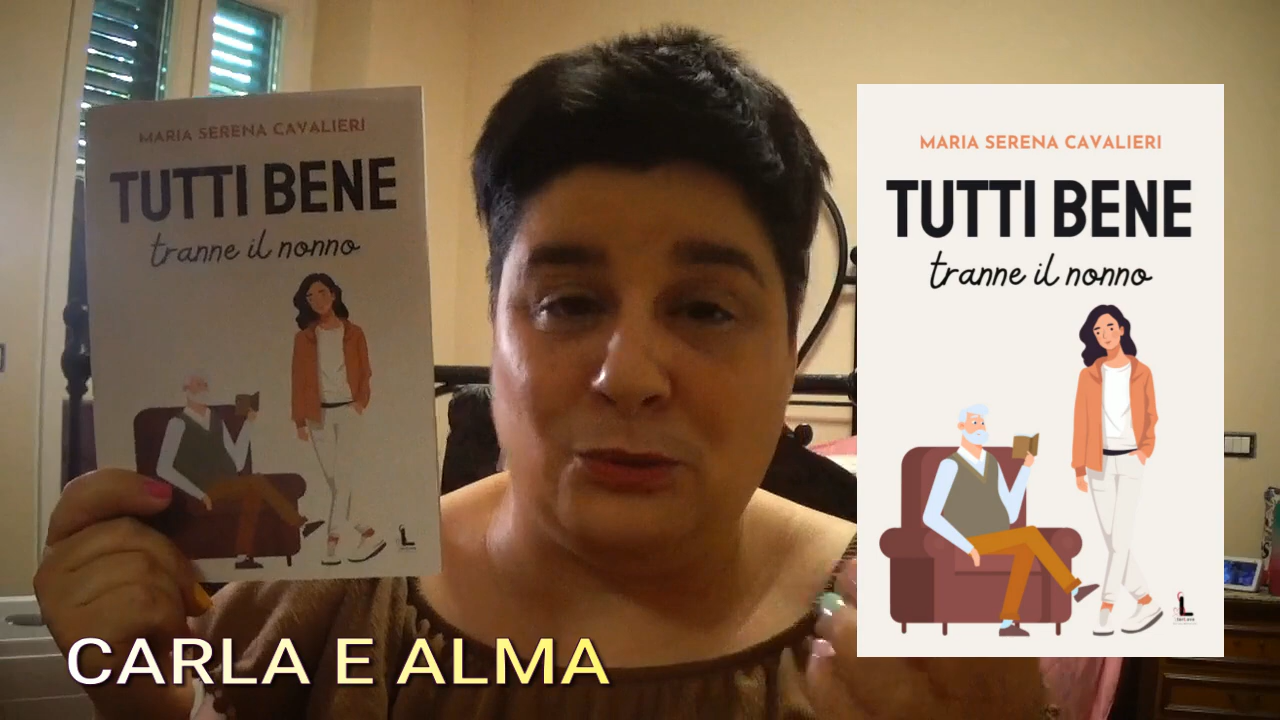 MARIA SERENA CAVALIERI
TUTTI BENE
tranne il nonno
MARIA SERENA CAVALIERI
TUTTI BENE
tranne il nonno
L
CARLA E ALMA